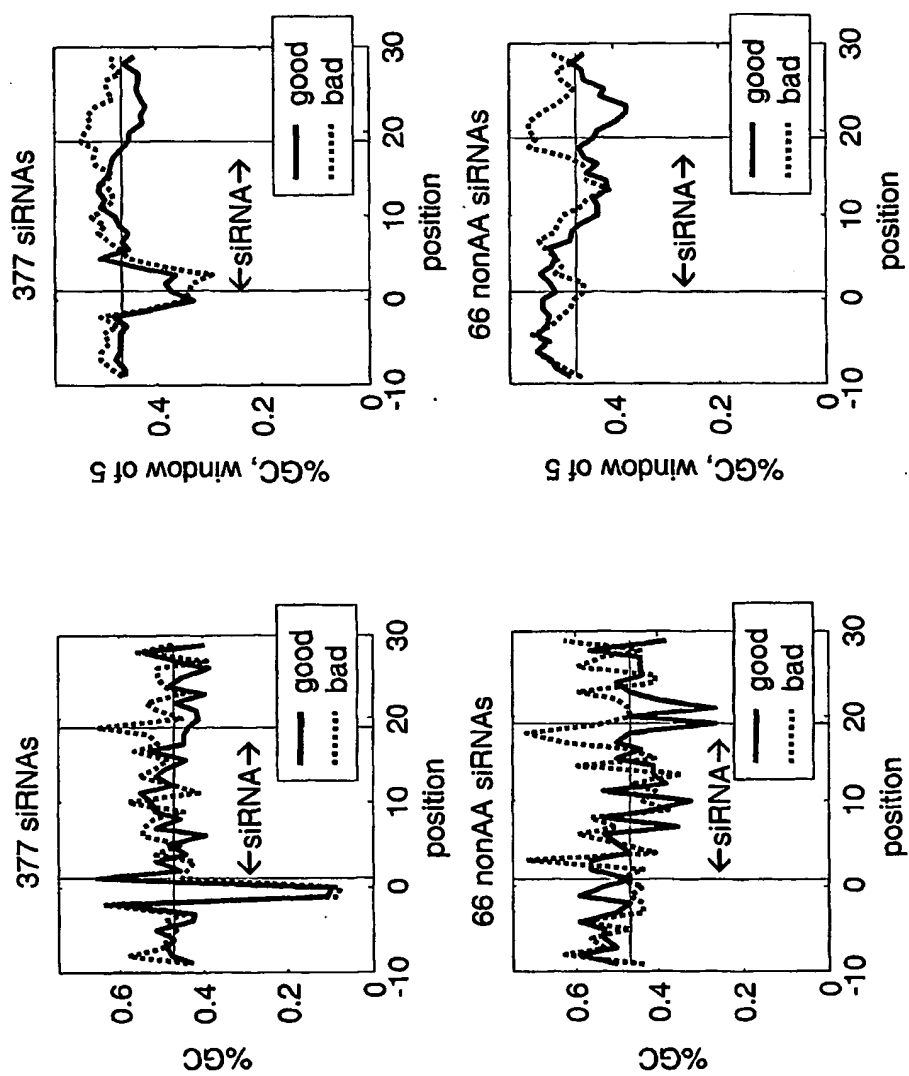 377 siRNAs
%GC
0.6
0.4
0.2
0
-10
0
10
20
30
position
←siRNA→
good
bad
377 siRNAs
%GC, window of 5
0.4
0.2
0
-10
0
10
20
30
position
←siRNA→
good
bad
66 nonAA siRNAs
%GC
0.6
0.4
0.2
0
-10
0
10
20
30
position
←siRNA→
good
bad
66 nonAA siRNAs
%GC, window of 5
0.4
0.2
0
-10
0
10
20
30
position
←siRNA→
good
bad